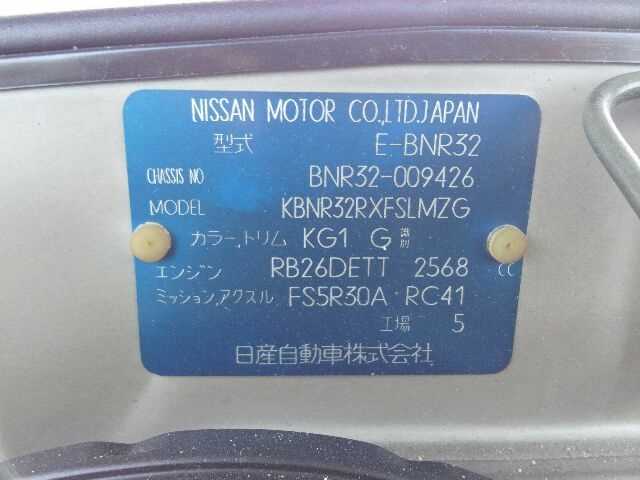 NISSAN MOTOR CO.,LTD.JAPAN
型式 E-BNR32
CHASSIS NO BNR32-009426
MODEL KBNR32RXFSLMZG
カラー,トリム KG1 G 識別
エンジン RB26DETT 2568 CC
ミッション,アクスル FS5R30A RC41
工場 5
日産自動車株式会社